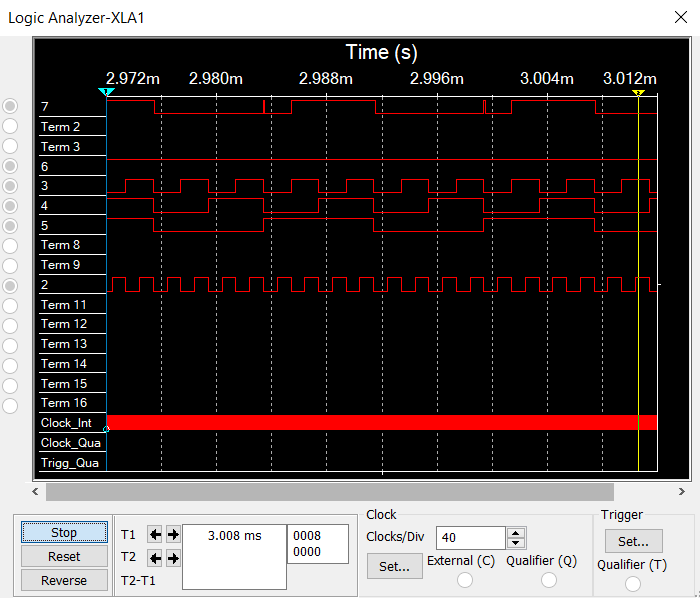 Logic Analyzer-XLA1
Time (s)
2.972m 2.980m 2.988m 2.996m 3.004m 3.012m
7
Term 2
Term 3
6
3
4
5
Term 8
Term 9
2
Term 11
Term 12
Term 13
Term 14
Term 15
Term 16
Clock_Int
Clock_Qua
Trigg_Qua
Stop
Reset
Reverse
T1
T2
T2-T1
3.008 ms
0008
0000
Clock
Clocks/Div 40
Set... External (C) Qualifier (Q)
Trigger
Set...
Qualifier (T)